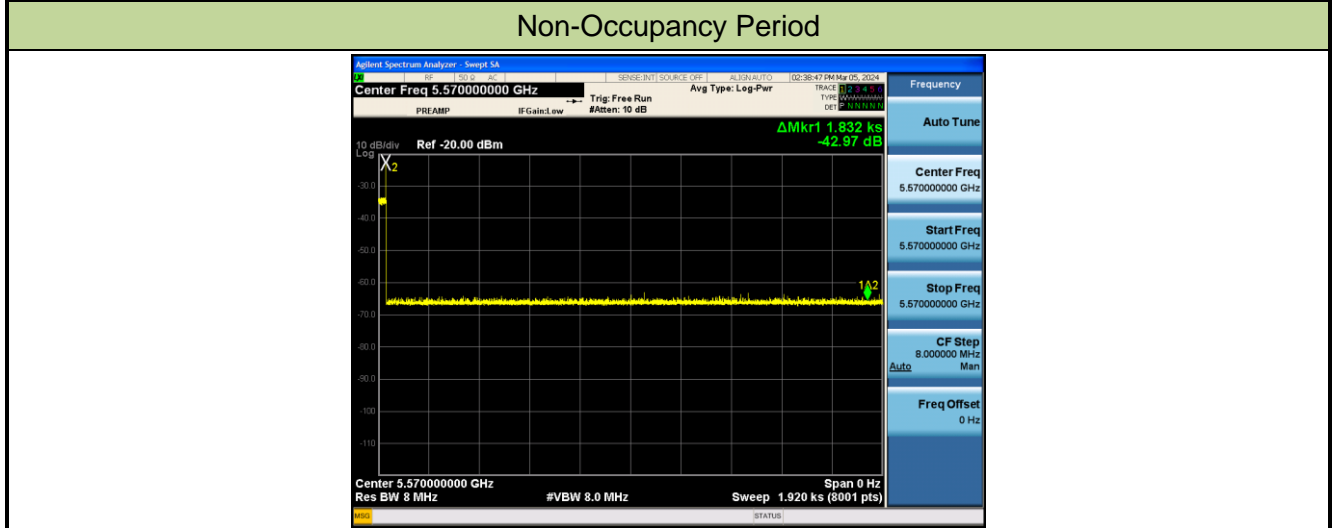 Non-Occupancy Period
Agilent Spectrum Analyzer - Swept SA
RF 50 Ω AC SENSE:INT SOURCE OFF ALIGN AUTO 02:38:47 PM Mar 05, 2024
Center Freq 5.570000000 GHz
PREAMP IFGain:Low
Trig: Free Run
#Atten: 10 dB
Avg Type: Log-Pwr
TRACE 1 2 3 4 5 6
TYPE
DET P N N N N N
Frequency
ΔMkr1 1.832 ks
-42.97 dB
10 dB/div Ref -20.00 dBm
Log
2
-30.0
-40.0
-50.0
-60.0
1Δ2
-70.0
-80.0
-90.0
-100
-110
Center 5.570000000 GHz Span 0 Hz
Res BW 8 MHz #VBW 8.0 MHz Sweep 1.920 ks (8001 pts)
MSG STATUS
Auto Tune
Center Freq
5.570000000 GHz
Start Freq
5.570000000 GHz
Stop Freq
5.570000000 GHz
CF Step
8.000000 MHz
Auto Man
Freq Offset
0 Hz